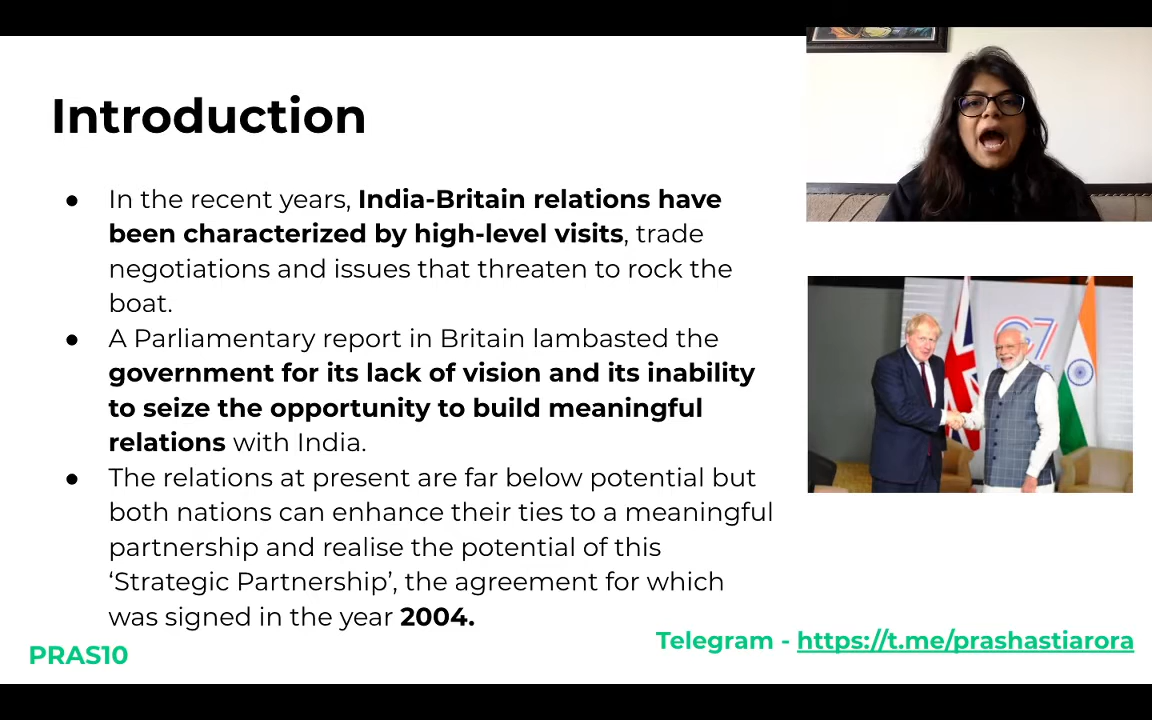 Introduction
● In the recent years, India-Britain relations have
been characterized by high-level visits, trade
negotiations and issues that threaten to rock the
boat.
● A Parliamentary report in Britain lambasted the
government for its lack of vision and its inability
to seize the opportunity to build meaningful
relations with India.
● The relations at present are far below potential but
both nations can enhance their ties to a meaningful
partnership and realise the potential of this
‘Strategic Partnership’, the agreement for which
was signed in the year 2004.
G7
PRAS10
Telegram - https://t.me/prashastiarora